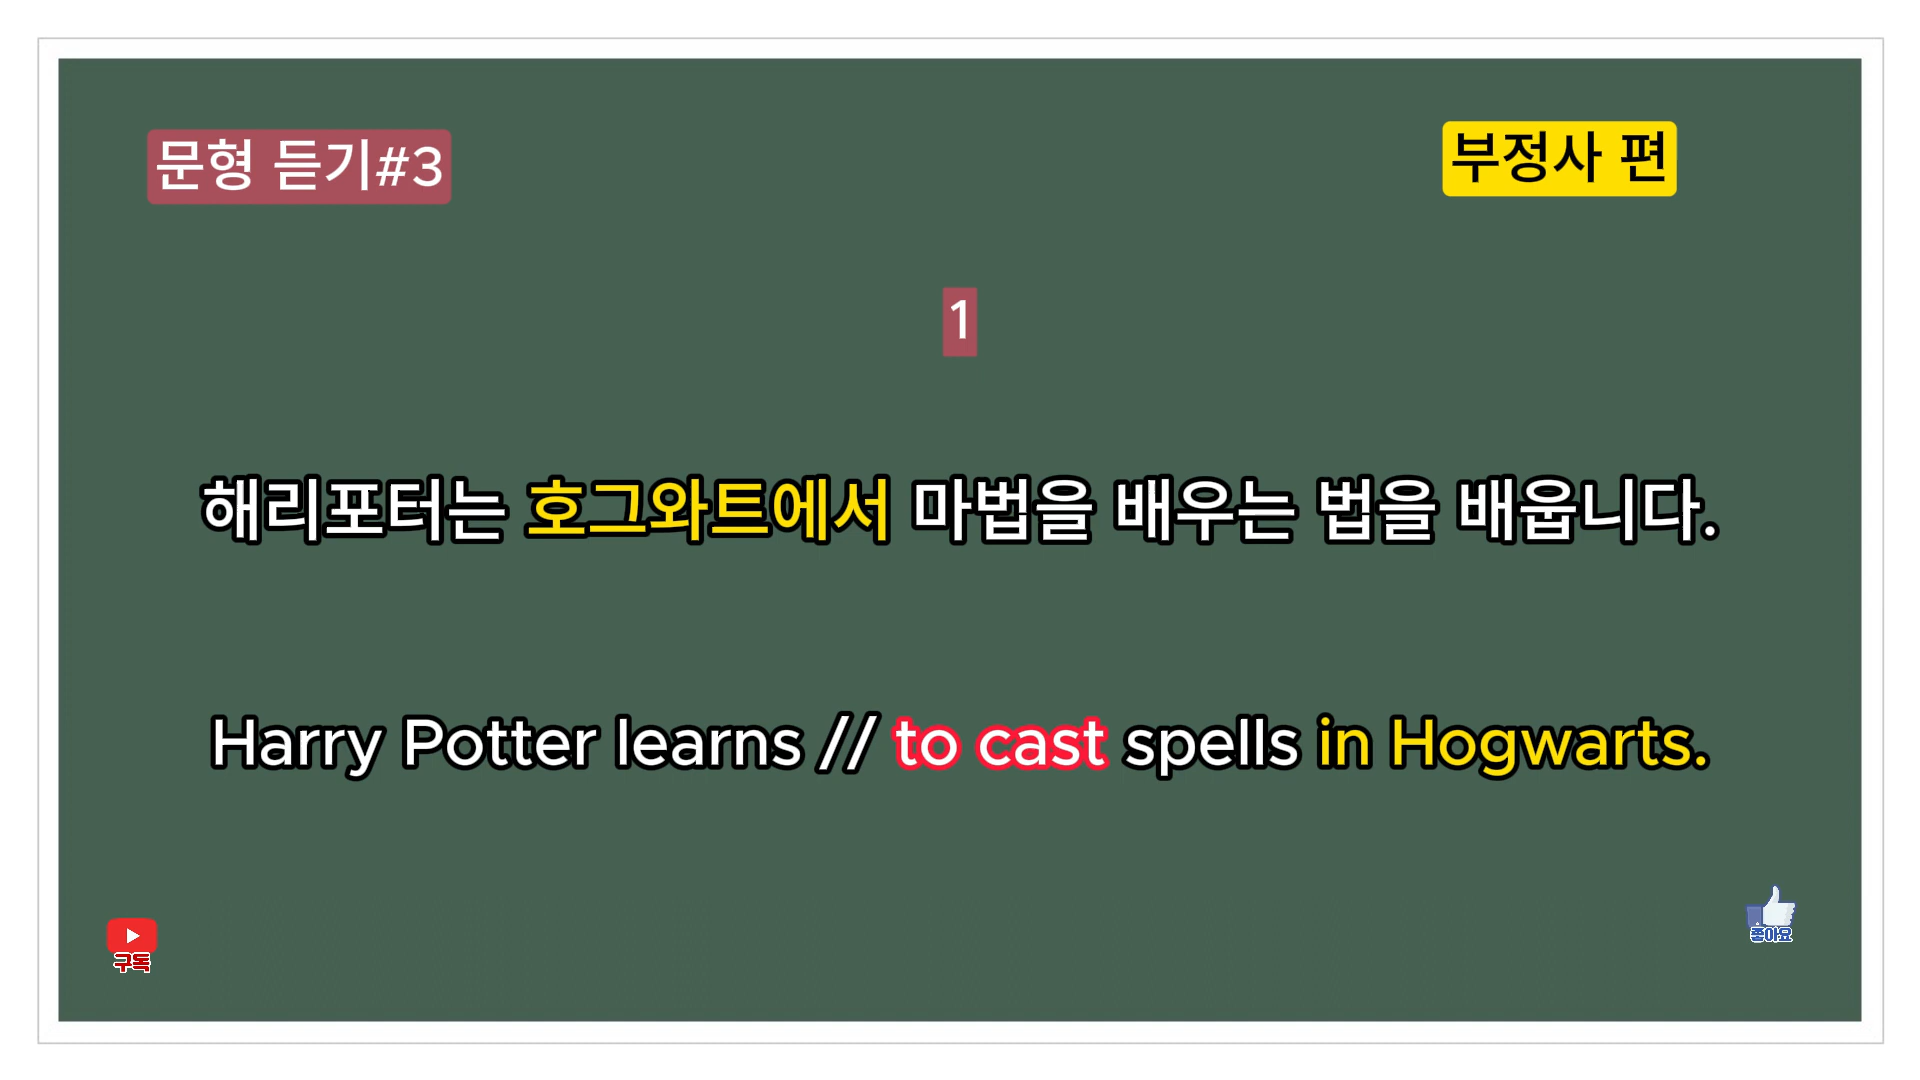 문형 듣기#3
부정사 편
1
해리포터는 호그와트에서 마법을 배우는 법을 배웁니다.
Harry Potter learns // to cast spells in Hogwarts.
구독
좋아요